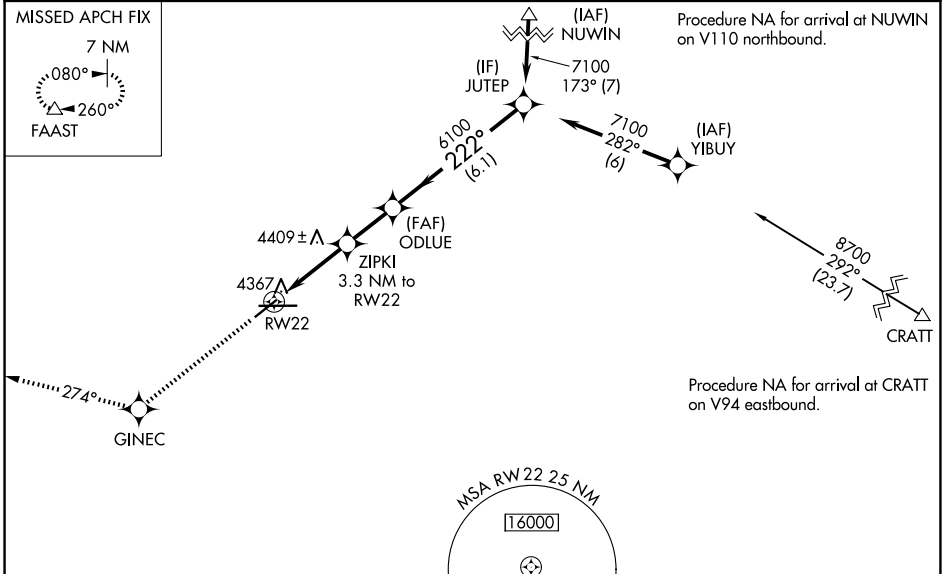 MISSED APCH FIX
7 NM
080°
260°
FAAST
(IAF)
NUWIN
7100
173° (7)
Procedure NA for arrival at NUWIN
on V110 northbound.
(IF)
JUTEP
6100
222°
(6.1)
7100
282°
(6)
(IAF)
YIBUY
(FAF)
ODLUE
4409±
ZIPKI
3.3 NM to
RW22
4367
RW22
8700
292°
(23.7)
CRATT
274°
GINEC
Procedure NA for arrival at CRATT
on V94 eastbound.
MSA RW22 25 NM
16000